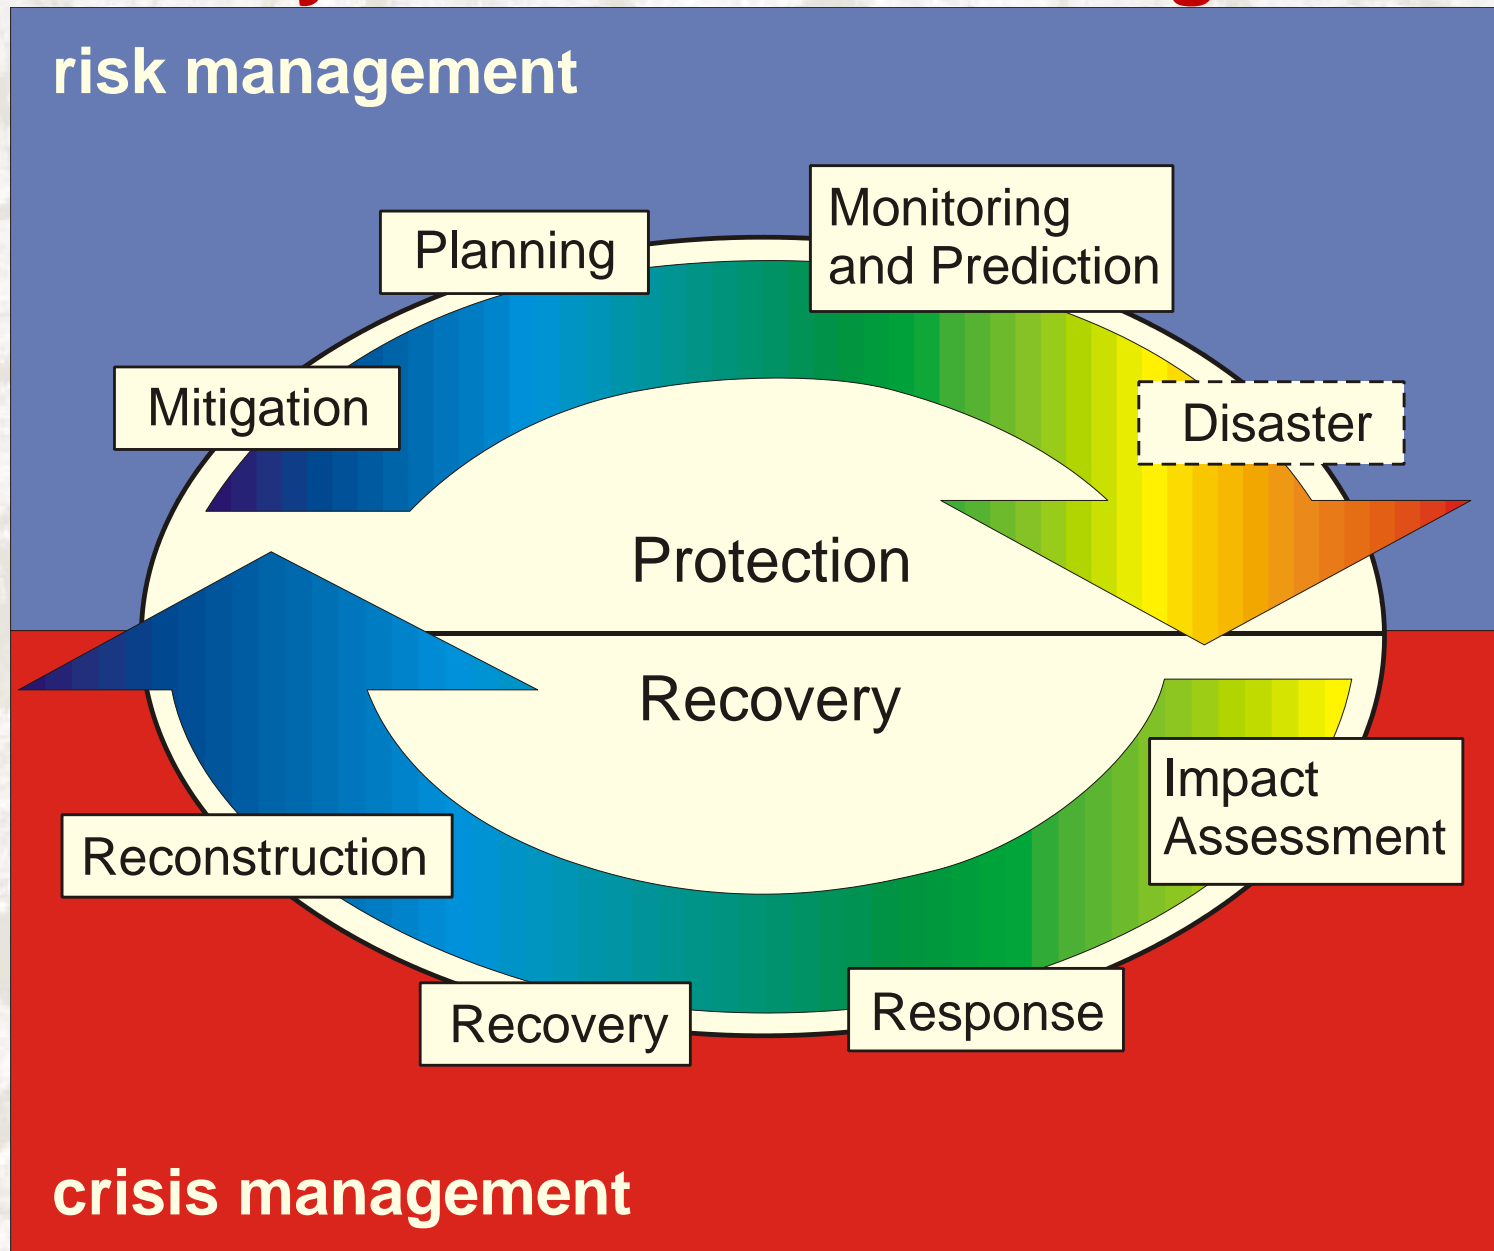 risk management
Monitoring
and Prediction
Planning
Mitigation
Disaster
Protection
Recovery
Impact
Assessment
Reconstruction
Response
Recovery
crisis management